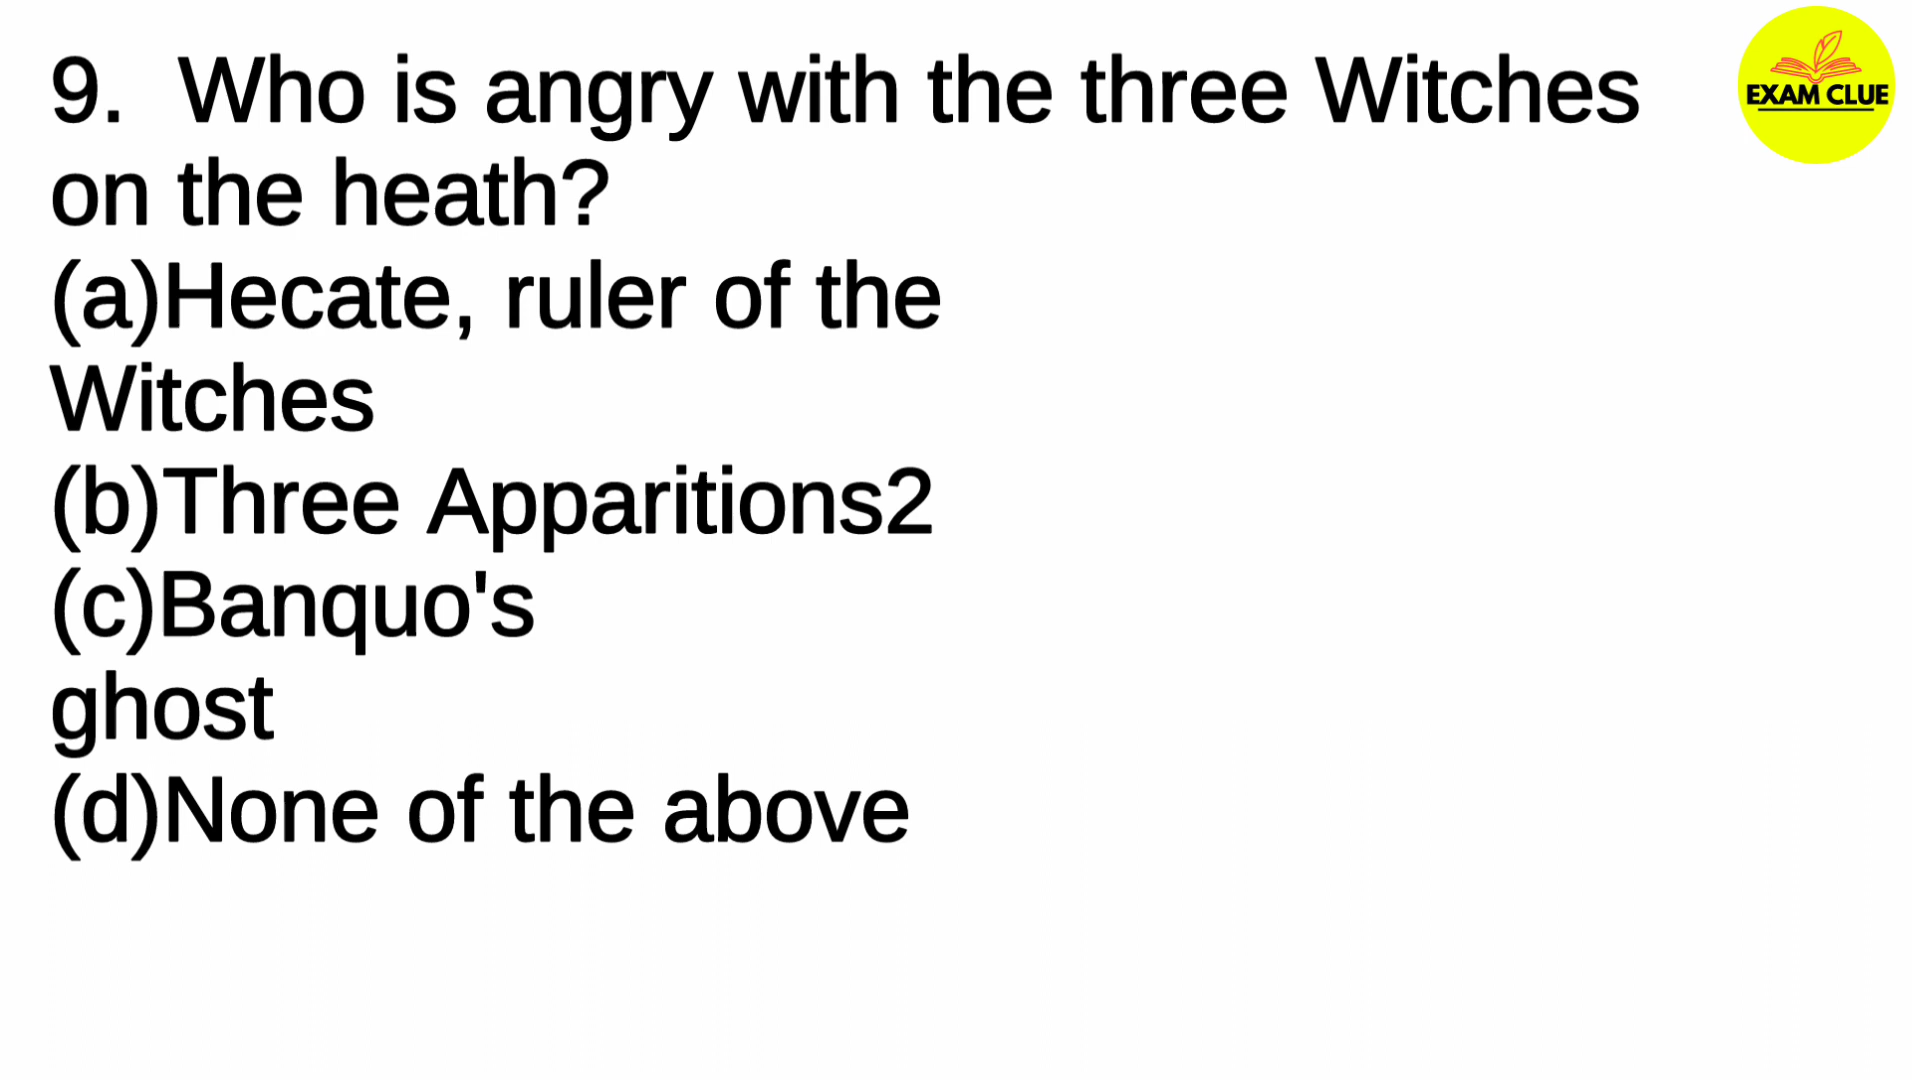 9.  Who is angry with the three Witches
on the heath?
(a)Hecate, ruler of the
Witches
(b)Three Apparitions2
(c)Banquo's
ghost
(d)None of the above
EXAM CLUE